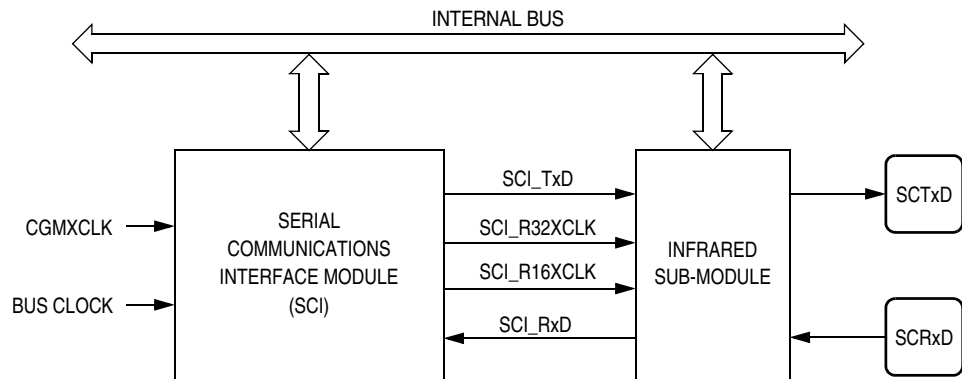 INTERNAL BUS
SCI_TxD
SCTxD
CGMXCLK
SERIAL
COMMUNICATIONS
INTERFACE MODULE
(SCI)
SCI_R32XCLK
INFRARED
SUB-MODULE
SCI_R16XCLK
BUS CLOCK
SCI_RxD
SCRxD